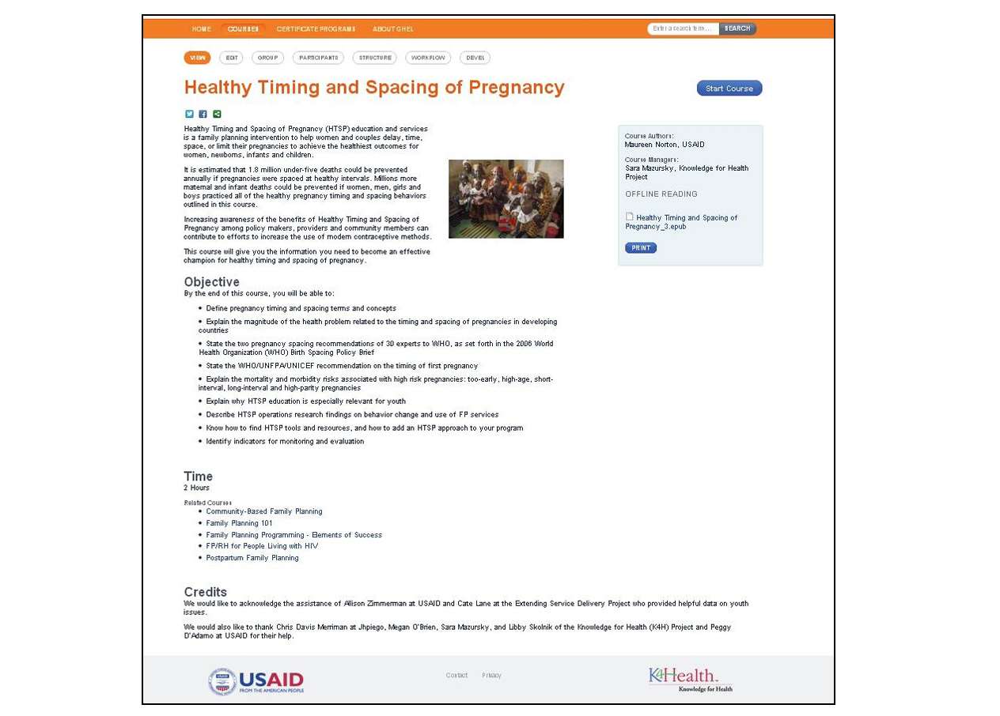 HOME COURSES CERTIFICATE PROGRAMS ABOUT GHEL Enter a search term... SEARCH
VIEW EDIT GROUP PARTICIPANTS STRUCTURE WORKFLOW DEVEL
Healthy Timing and Spacing of Pregnancy
Start Course
Healthy Timing and Spacing of Pregnancy (HTSP) education and services
is a family planning intervention to help women and couples delay, time,
space, or limit their pregnancies to achieve the healthiest outcomes for
women, newborns, infants and children.
It is estimated that 1.8 million under-five deaths could be prevented
annually if pregnancies were spaced at healthy intervals. Millions more
maternal and infant deaths could be prevented if women, men, girls and
boys practiced all of the healthy pregnancy timing and spacing behaviors
outlined in this course.
Increasing awareness of the benefits of Healthy Timing and Spacing of
Pregnancy among policy makers, providers and community members can
contribute to efforts to increase the use of modern contraceptive methods.
This course will give you the information you need to become an effective
champion for healthy timing and spacing of pregnancy.
Course Authors:
Maureen Norton, USAID
Course Managers:
Sara Mazursky, Knowledge for Health
Project
OFFLINE READING
Healthy Timing and Spacing of
Pregnancy_3.epub
PRINT
Objective
By the end of this course, you will be able to:
• Define pregnancy timing and spacing terms and concepts
• Explain the magnitude of the health problem related to the timing and spacing of pregnancies in developing
countries
• State the two pregnancy spacing recommendations of 30 experts to WHO, as set forth in the 2006 World
Health Organization (WHO) Birth Spacing Policy Brief
• State the WHO/UNFPA/UNICEF recommendation on the timing of first pregnancy
• Explain the mortality and morbidity risks associated with high risk pregnancies: too-early, high-age, short-
interval, long-interval and high-parity pregnancies
• Explain why HTSP education is especially relevant for youth
• Describe HTSP operations research findings on behavior change and use of FP services
• Know how to find HTSP tools and resources, and how to add an HTSP approach to your program
• Identify indicators for monitoring and evaluation
Time
2 Hours
Related Courses
• Community-Based Family Planning
• Family Planning 101
• Family Planning Programming - Elements of Success
• FP/RH for People Living with HIV
• Postpartum Family Planning
Credits
We would like to acknowledge the assistance of Allison Zimmerman at USAID and Cate Lane at the Extending Service Delivery Project who provided helpful data on youth
issues.
We would also like to thank Chris Davis Merriman at Jhpiego, Megan O'Brien, Sara Mazursky, and Libby Skolnik of the Knowledge for Health (K4H) Project and Peggy
D'Adamo at USAID for their help.
USAID
FROM THE AMERICAN PEOPLE
Contact Privacy
K4Health
Knowledge for Health